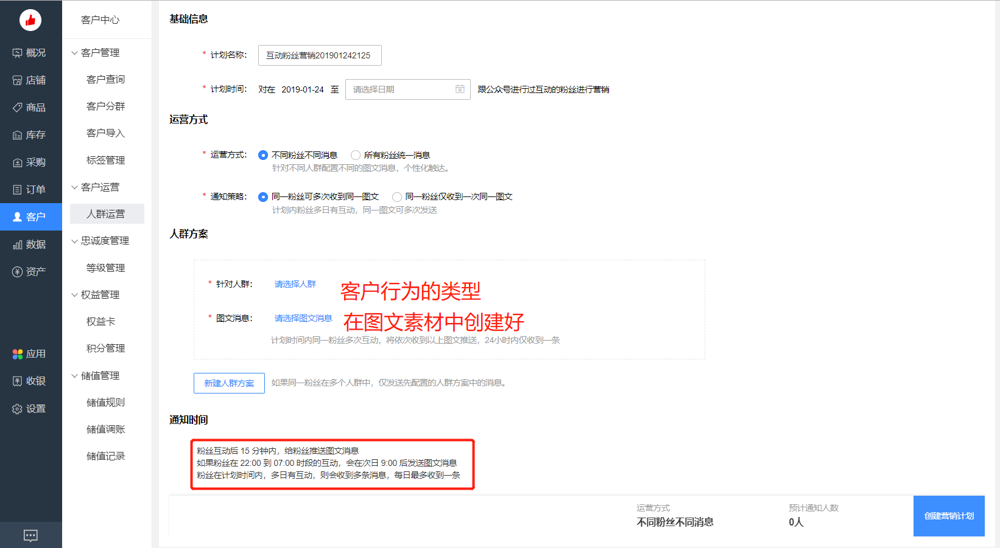 概况
店铺
商品
库存
采购
订单
客户
数据
资产
应用
收银
设置
客户中心
客户管理
客户查询
客户分群
客户导入
标签管理
客户运营
人群运营
忠诚度管理
等级管理
权益管理
权益卡
积分管理
储值管理
储值规则
储值调账
储值记录
基础信息
* 计划名称： 互动粉丝营销201901242125
* 计划时间： 对在 2019-01-24 至 请选择日期 跟公众号进行过互动的粉丝进行营销
运营方式
* 运营方式： 不同粉丝不同消息 所有粉丝统一消息
针对不同人群配置不同的图文消息，个性化触达。
* 通知策略： 同一粉丝可多次收到同一图文 同一粉丝仅收到一次同一图文
计划内粉丝多日有互动，同一图文可多次发送
人群方案
* 针对人群： 请选择人群 客户行为的类型
* 图文消息： 请选择图文消息 在图文素材中创建好
计划时间内同一粉丝多次互动，将依次收到以上图文推送，24小时内仅收到一条
新建人群方案 如果同一粉丝在多个人群中，仅发送先配置的人群方案中的消息。
通知时间
粉丝互动后 15 分钟内，给粉丝推送图文消息
如果粉丝在 22:00 到 07:00 时段的互动，会在次日 9:00 后发送图文消息
粉丝在计划时间内，多日有互动，则会收到多条消息，每日最多收到一条
运营方式 预计通知人数
不同粉丝不同消息 0人
创建营销计划